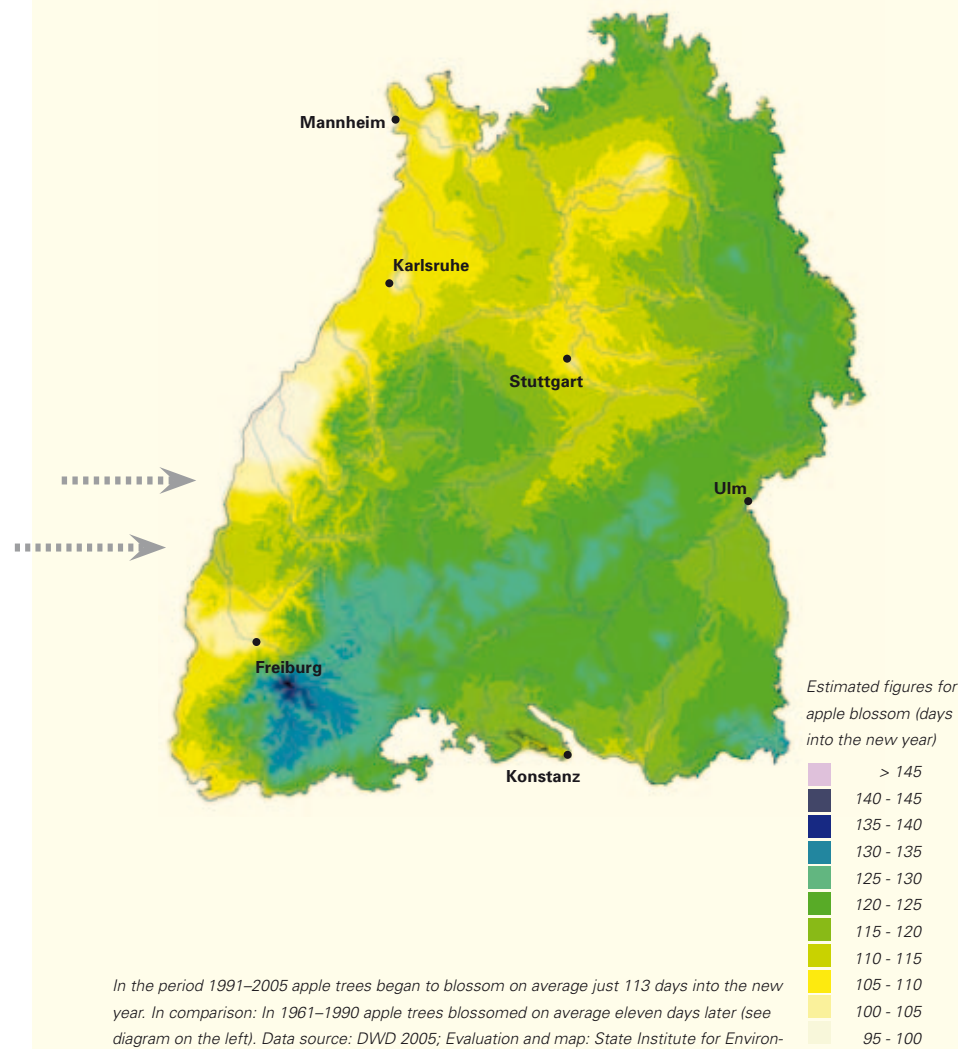 Mannheim
Karlsruhe
Stuttgart
Ulm
Freiburg
Konstanz
Estimated figures for
apple blossom (days
into the new year)
> 145
140 - 145
135 - 140
130 - 135
125 - 130
120 - 125
115 - 120
110 - 115
105 - 110
100 - 105
95 - 100
In the period 1991–2005 apple trees began to blossom on average just 113 days into the new
year. In comparison: In 1961–1990 apple trees blossomed on average eleven days later (see
diagram on the left). Data source: DWD 2005; Evaluation and map: State Institute for Environ-